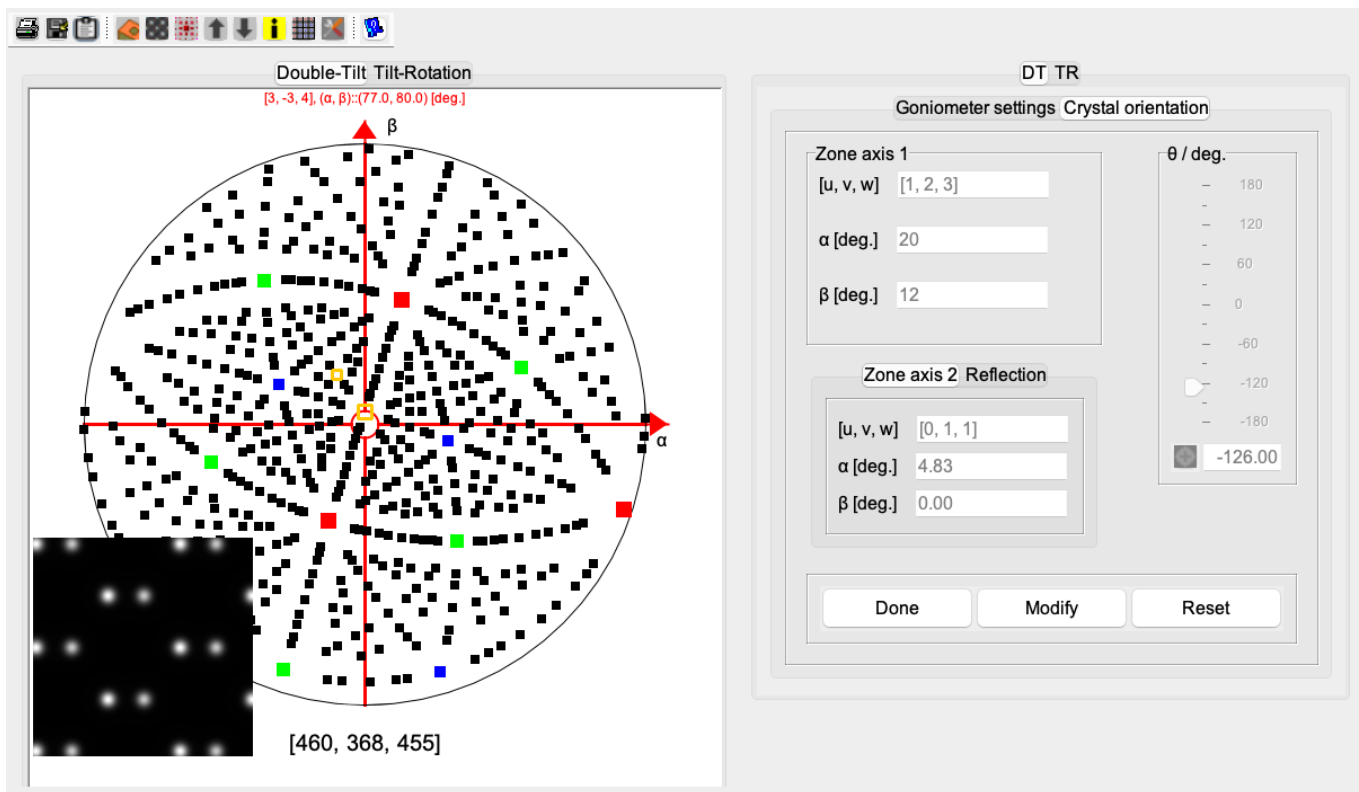 Double-Tilt Tilt-Rotation
[3, -3, 4], (α, β)::(77.0, 80.0) [deg.]
β
α
[460, 368, 455]
DT TR
Goniometer settings Crystal orientation
Zone axis 1
[u, v, w] [1, 2, 3]
α [deg.] 20
β [deg.] 12
Zone axis 2 Reflection
[u, v, w] [0, 1, 1]
α [deg.] 4.83
β [deg.] 0.00
θ / deg.
180
120
60
0
-60
-120
-180
-126.00
Done Modify Reset